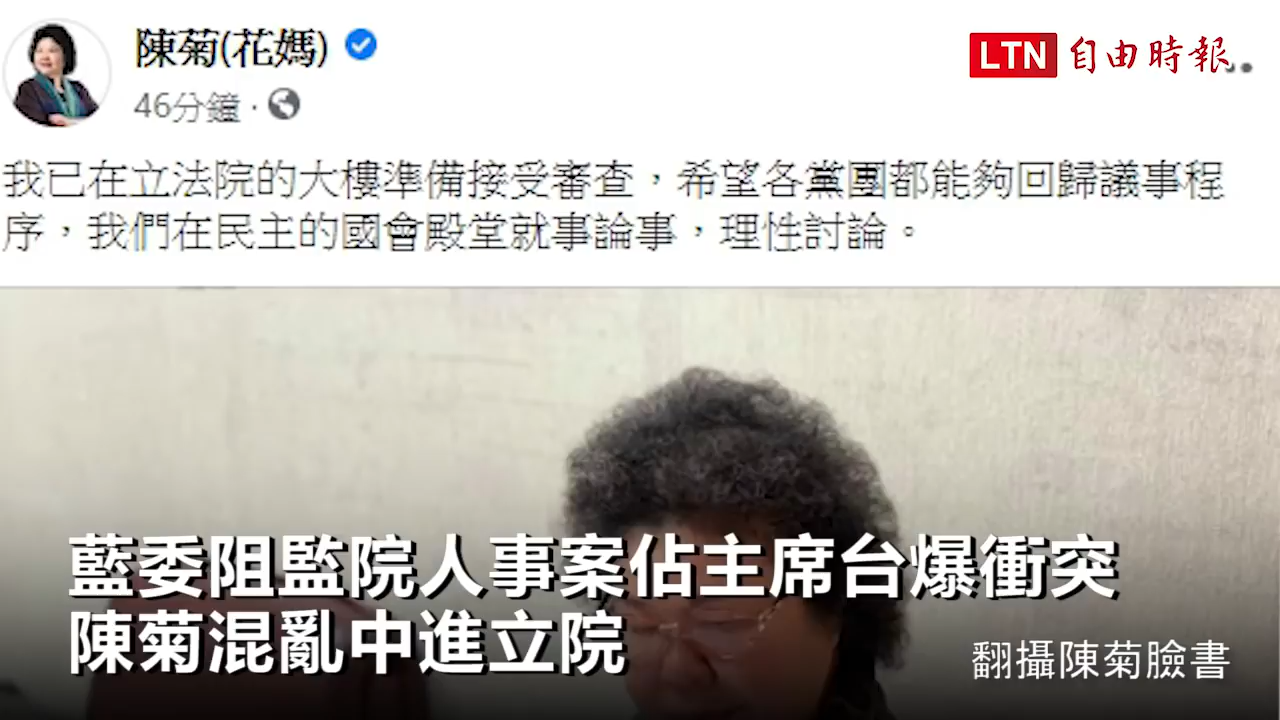 陳菊(花媽)
LTN 自由時報
46分鐘 ·
我已在立法院的大樓準備接受審查，希望各黨團都能夠回歸議事程
序，我們在民主的國會殿堂就事論事，理性討論。
藍委阻監院人事案佔主席台爆衝突
陳菊混亂中進立院
翻攝陳菊臉書